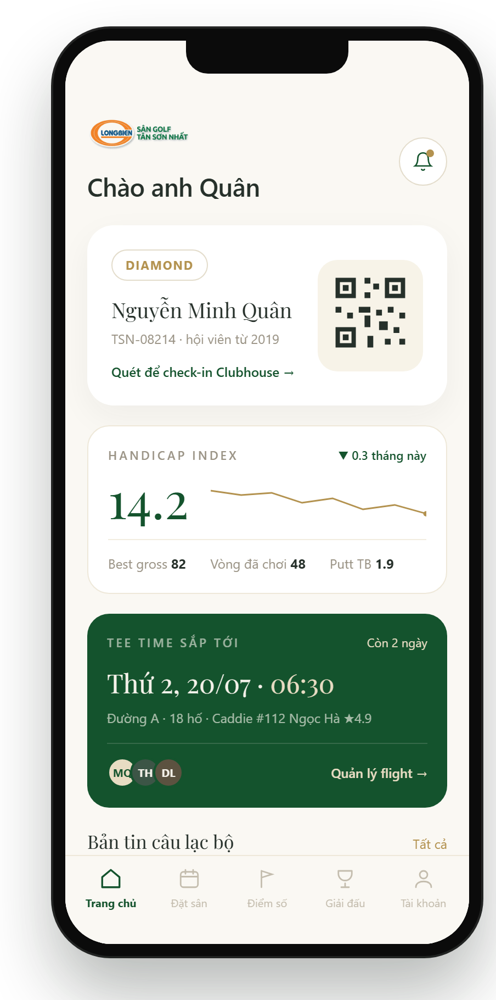 LONGBIEN
SÂN GOLF
TÂN SƠN NHẤT
Chào anh Quân
DIAMOND
Nguyễn Minh Quân
TSN-08214 · hội viên từ 2019
Quét để check-in Clubhouse →
HANDICAP INDEX
▼ 0.3 tháng này
14.2
Best gross 82
Vòng đã chơi 48
Putt TB 1.9
TEE TIME SẮP TỚI
Còn 2 ngày
Thứ 2, 20/07 · 06:30
Đường A · 18 hố · Caddie #112 Ngọc Hà ★4.9
MQ
TH
DL
Quản lý flight →
Bản tin câu lạc bộ
Tất cả
Trang chủ
Đặt sân
Điểm số
Giải đấu
Tài khoản